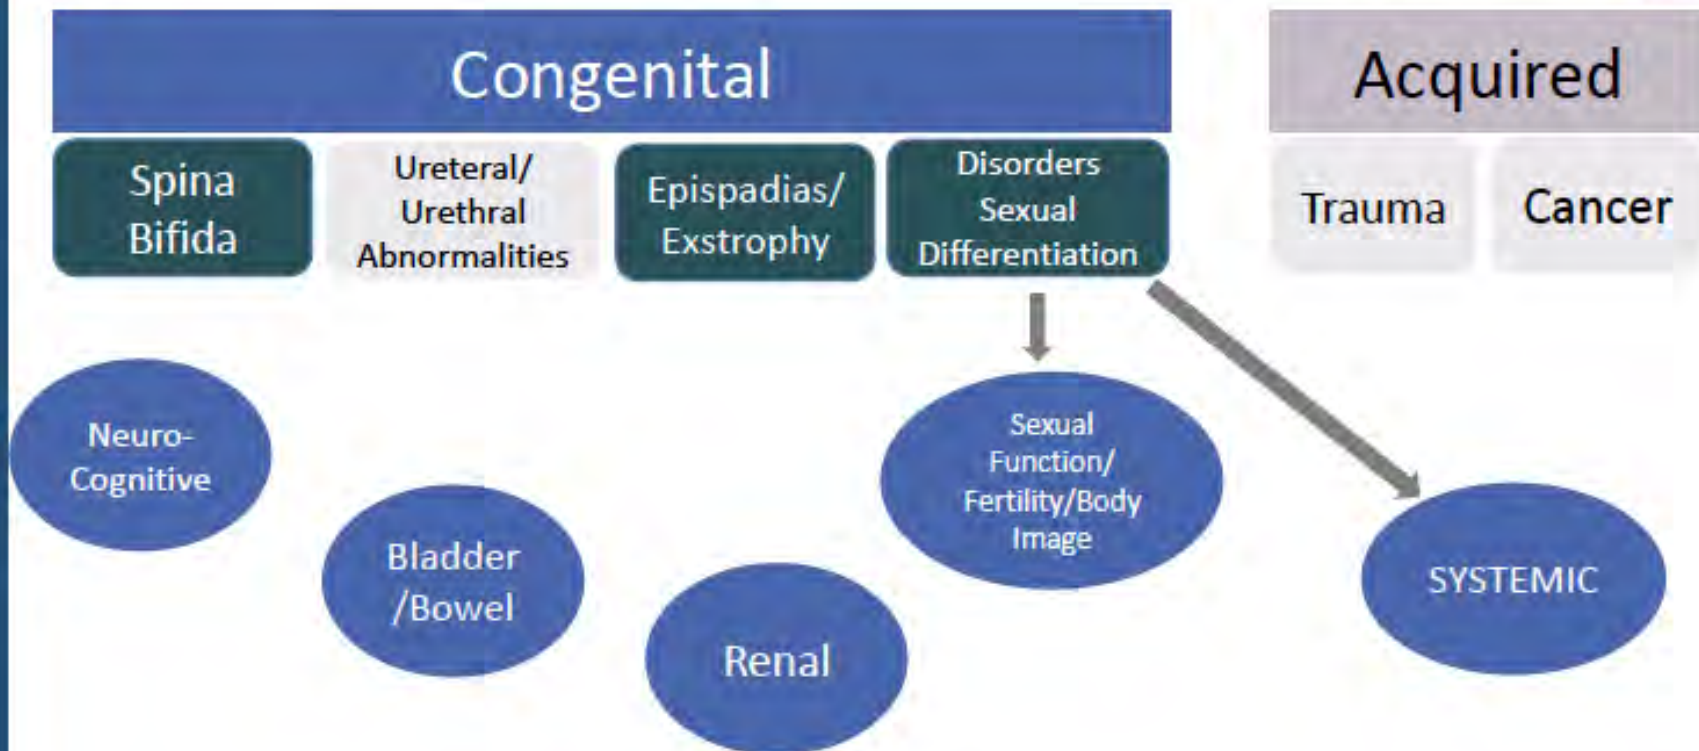 Congenital
Acquired
Spina
Bifida
Ureteral/
Urethral
Abnormalities
Epispadias/
Exstrophy
Disorders
Sexual
Differentiation
Trauma
Cancer
Neuro-
Cognitive
Bladder
/Bowel
Renal
Sexual
Function/
Fertility/Body
Image
SYSTEMIC